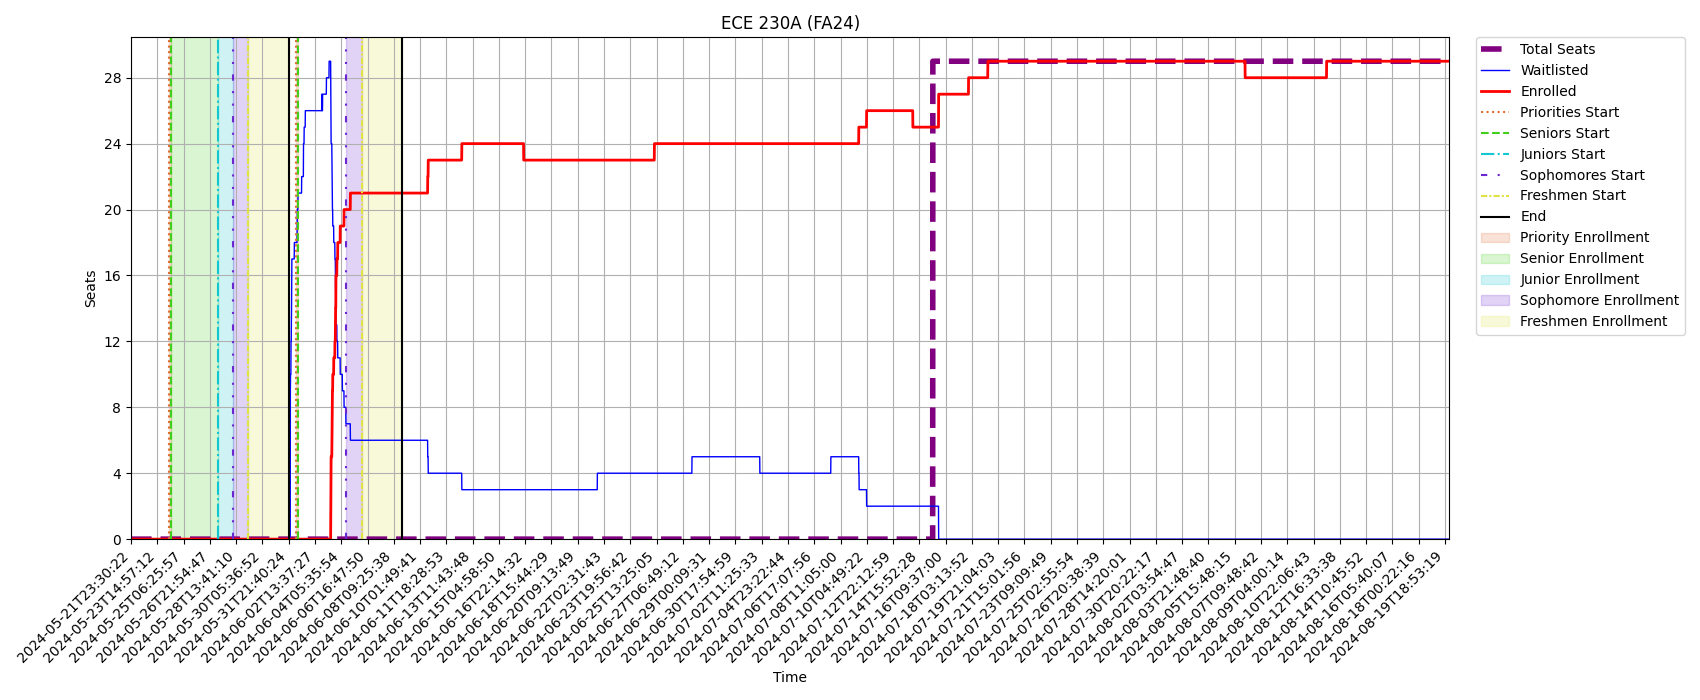 ECE 230A (FA24)
Seats
28
24
20
16
12
8
4
0
2024-05-21T23:30:22
2024-05-23T14:57:12
2024-05-25T06:25:57
2024-05-26T21:54:47
2024-05-28T13:41:10
2024-05-30T05:36:52
2024-05-31T21:40:24
2024-06-02T13:37:27
2024-06-04T05:35:54
2024-06-06T16:47:50
2024-06-08T09:25:38
2024-06-10T01:49:41
2024-06-11T18:28:53
2024-06-13T11:43:48
2024-06-15T04:58:50
2024-06-16T22:14:32
2024-06-18T15:44:29
2024-06-20T09:13:49
2024-06-22T02:31:43
2024-06-23T19:56:42
2024-06-25T13:25:05
2024-06-27T06:49:12
2024-06-29T00:09:31
2024-06-30T17:54:59
2024-07-02T11:25:33
2024-07-04T23:22:44
2024-07-06T17:07:56
2024-07-08T11:05:00
2024-07-10T04:49:22
2024-07-12T22:12:59
2024-07-14T15:52:28
2024-07-16T09:37:00
2024-07-18T03:13:52
2024-07-19T21:04:03
2024-07-21T15:01:56
2024-07-23T09:09:49
2024-07-25T02:55:54
2024-07-26T20:38:39
2024-07-28T14:20:01
2024-07-30T20:22:17
2024-08-02T03:54:47
2024-08-03T21:48:40
2024-08-05T15:48:15
2024-08-07T09:48:42
2024-08-09T04:00:14
2024-08-10T22:06:43
2024-08-12T16:33:38
2024-08-14T10:45:52
2024-08-16T05:40:07
2024-08-18T00:22:16
2024-08-19T18:53:19
Time
Total Seats
Waitlisted
Enrolled
Priorities Start
Seniors Start
Juniors Start
Sophomores Start
Freshmen Start
End
Priority Enrollment
Senior Enrollment
Junior Enrollment
Sophomore Enrollment
Freshmen Enrollment